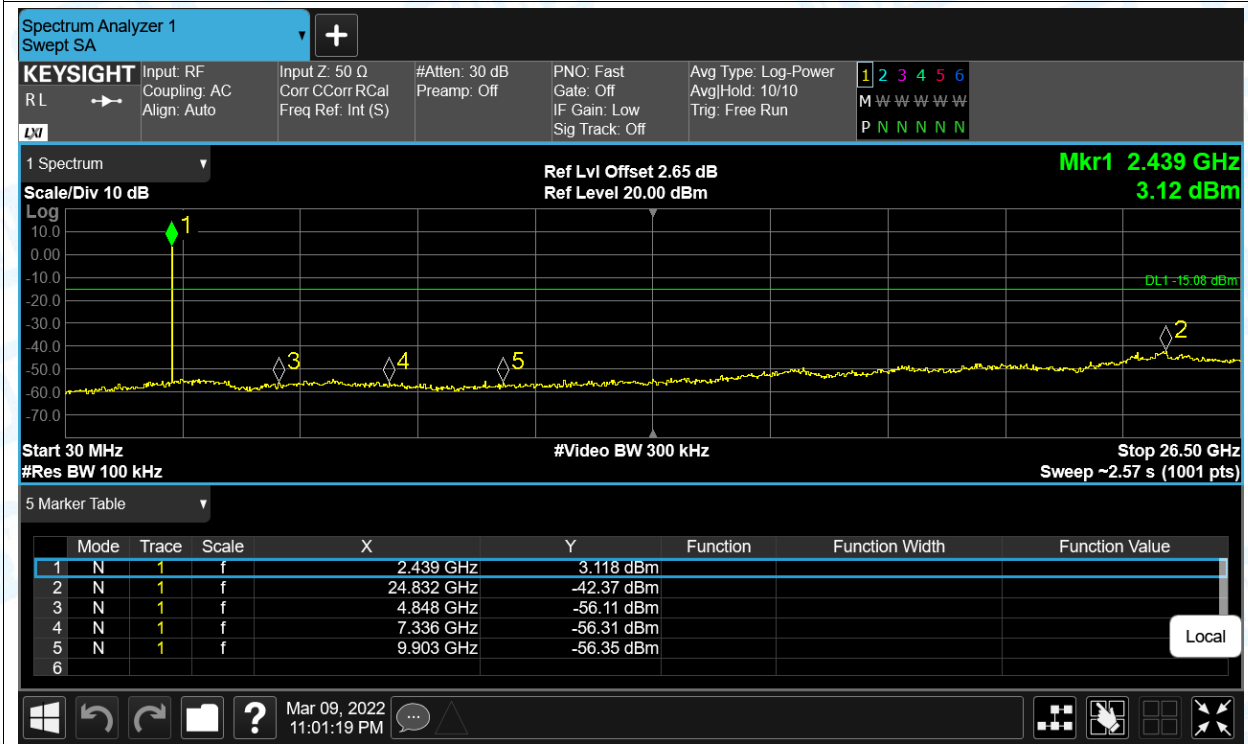 Spectrum Analyzer 1
Swept SA
+
KEYSIGHT
R L
LXI
Input: RF
Coupling: AC
Align: Auto
Input Z: 50 Ω
Corr CCorr RCal
Freq Ref: Int (S)
#Atten: 30 dB
Preamp: Off
PNO: Fast
Gate: Off
IF Gain: Low
Sig Track: Off
Avg Type: Log-Power
Avg|Hold: 10/10
Trig: Free Run
1 2 3 4 5 6
M W W W W W
P N N N N N
1 Spectrum
Scale/Div 10 dB
Ref Lvl Offset 2.65 dB
Ref Level 20.00 dBm
Mkr1 2.439 GHz
3.12 dBm
Log
10.0
0.00
-10.0
-20.0
-30.0
-40.0
-50.0
-60.0
-70.0
1
DL1 -15.08 dBm
2
3
4
5
Start 30 MHz
#Res BW 100 kHz
#Video BW 300 kHz
Stop 26.50 GHz
Sweep ~2.57 s (1001 pts)
5 Marker Table
Mode Trace Scale X Y Function Function Width Function Value
1 N 1 f 2.439 GHz 3.118 dBm
2 N 1 f 24.832 GHz -42.37 dBm
3 N 1 f 4.848 GHz -56.11 dBm
4 N 1 f 7.336 GHz -56.31 dBm
5 N 1 f 9.903 GHz -56.35 dBm
6
Local
?
Mar 09, 2022
11:01:19 PM